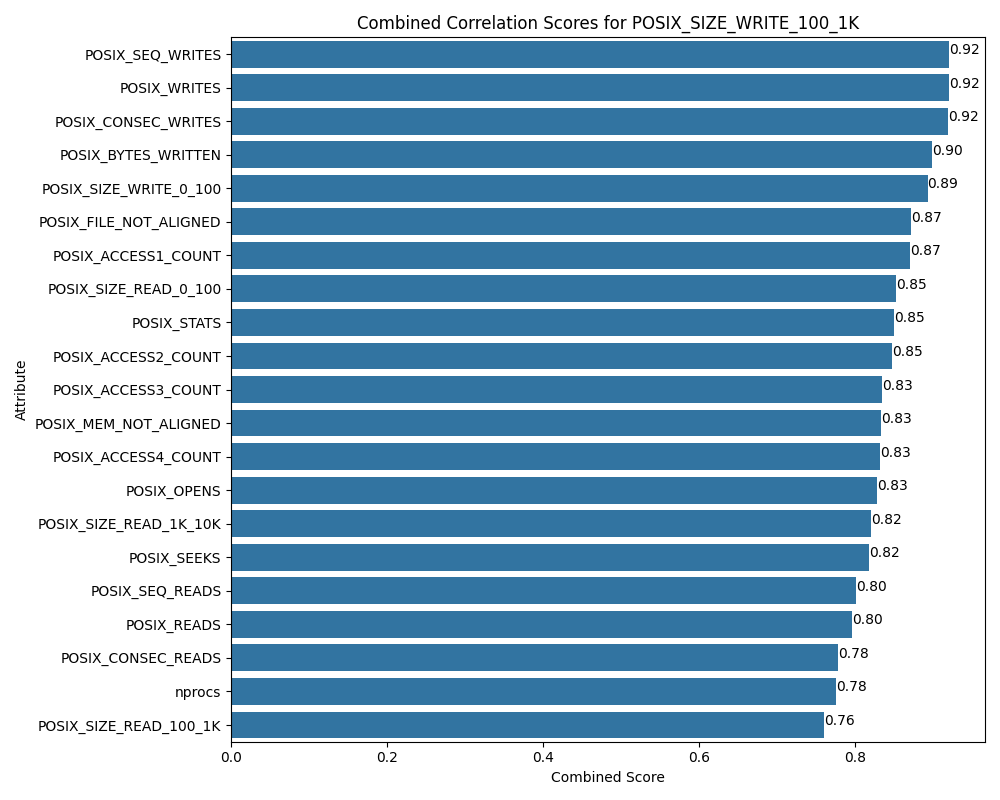 Combined Correlation Scores for POSIX_SIZE_WRITE_100_1K
POSIX_SEQ_WRITES 0.92
POSIX_WRITES 0.92
POSIX_CONSEC_WRITES 0.92
POSIX_BYTES_WRITTEN 0.90
POSIX_SIZE_WRITE_0_100 0.89
POSIX_FILE_NOT_ALIGNED 0.87
POSIX_ACCESS1_COUNT 0.87
POSIX_SIZE_READ_0_100 0.85
POSIX_STATS 0.85
POSIX_ACCESS2_COUNT 0.85
POSIX_ACCESS3_COUNT 0.83
POSIX_MEM_NOT_ALIGNED 0.83
POSIX_ACCESS4_COUNT 0.83
POSIX_OPENS 0.83
POSIX_SIZE_READ_1K_10K 0.82
POSIX_SEEKS 0.82
POSIX_SEQ_READS 0.80
POSIX_READS 0.80
POSIX_CONSEC_READS 0.78
nprocs 0.78
POSIX_SIZE_READ_100_1K 0.76
Attribute
0.0 0.2 0.4 0.6 0.8
Combined Score